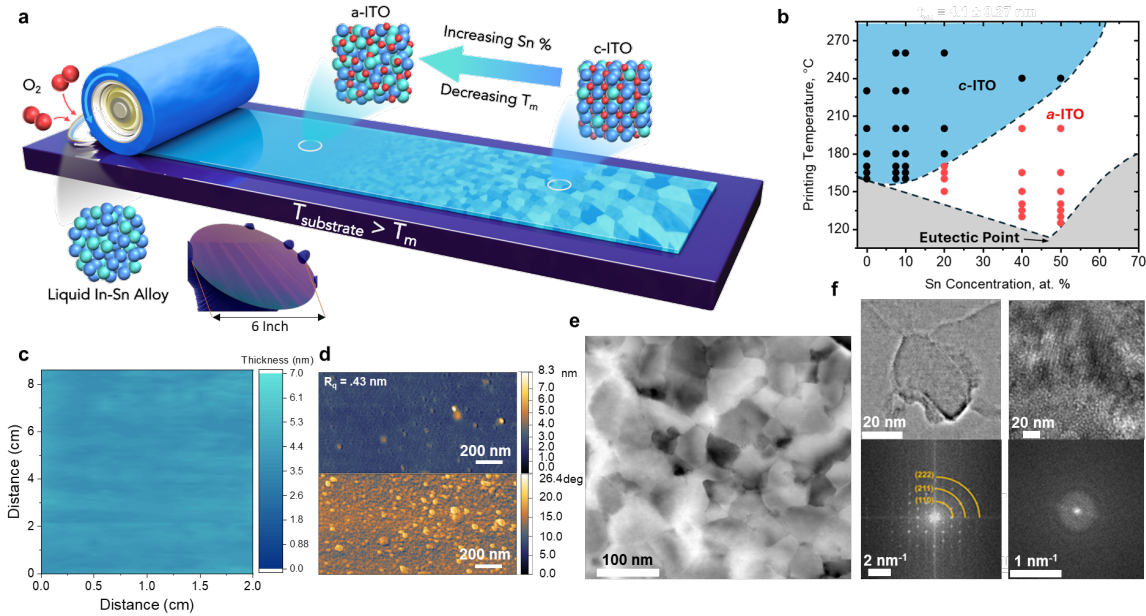 a
a-ITO
Increasing Sn %
Decreasing Tm
c-ITO
O2
Tsubstrate > Tm
Liquid In-Sn Alloy
6 Inch
b
270
240
210
180
150
120
Printing Temperature, °C
c-ITO
a-ITO
Eutectic Point
0 10 20 30 40 50 60 70
Sn Concentration, at. %
c
Thickness (nm)
7.0
6.1
5.3
4.4
3.5
2.6
1.8
0.88
0.0
8
6
4
2
0
Distance (cm)
0.0 0.5 1.0 1.5 2.0
Distance (cm)
d
Rq = .43 nm
200 nm
8.3 nm
7.0
6.0
5.0
4.0
3.0
2.0
1.0
0.0
200 nm
26.4 deg
20.0
15.0
10.0
5.0
0.0
e
100 nm
f
20 nm
20 nm
(222)
(211)
(110)
2 nm-1
1 nm-1